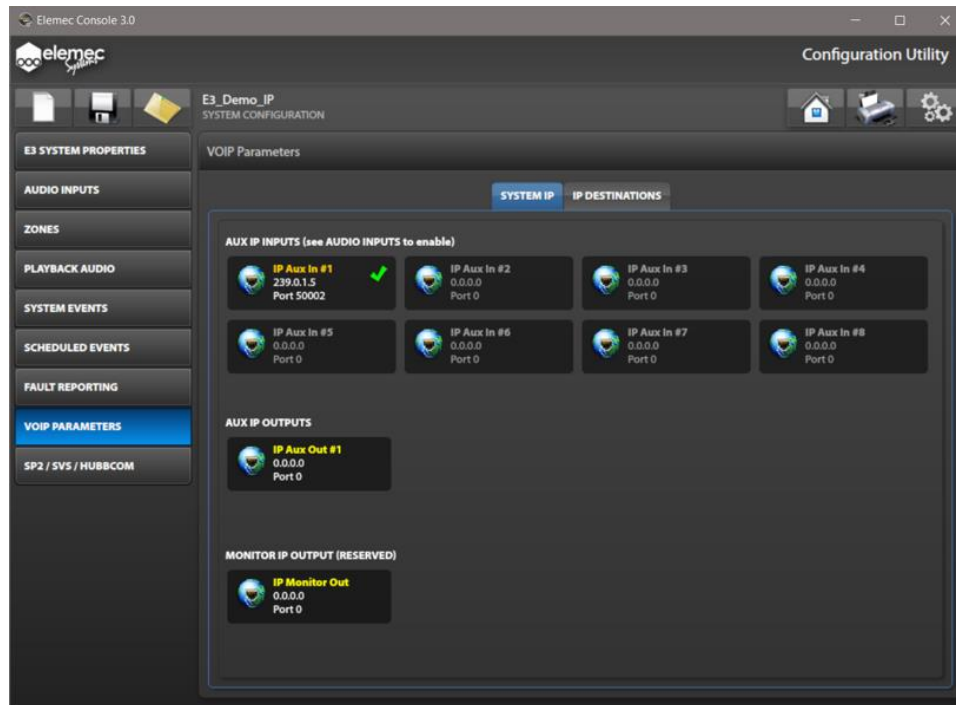 Elemec Console 3.0
elemec
Systems
Configuration Utility
E3_Demo_IP
SYSTEM CONFIGURATION
E3 SYSTEM PROPERTIES
AUDIO INPUTS
ZONES
PLAYBACK AUDIO
SYSTEM EVENTS
SCHEDULED EVENTS
FAULT REPORTING
VOIP PARAMETERS
SP2 / SVS / HUBBCOM
VOIP Parameters
SYSTEM IP
IP DESTINATIONS
AUX IP INPUTS (see AUDIO INPUTS to enable)
IP Aux In #1
239.0.1.5
Port 50002
IP Aux In #2
0.0.0.0
Port 0
IP Aux In #3
0.0.0.0
Port 0
IP Aux In #4
0.0.0.0
Port 0
IP Aux In #5
0.0.0.0
Port 0
IP Aux In #6
0.0.0.0
Port 0
IP Aux In #7
0.0.0.0
Port 0
IP Aux In #8
0.0.0.0
Port 0
AUX IP OUTPUTS
IP Aux Out #1
0.0.0.0
Port 0
MONITOR IP OUTPUT (RESERVED)
IP Monitor Out
0.0.0.0
Port 0